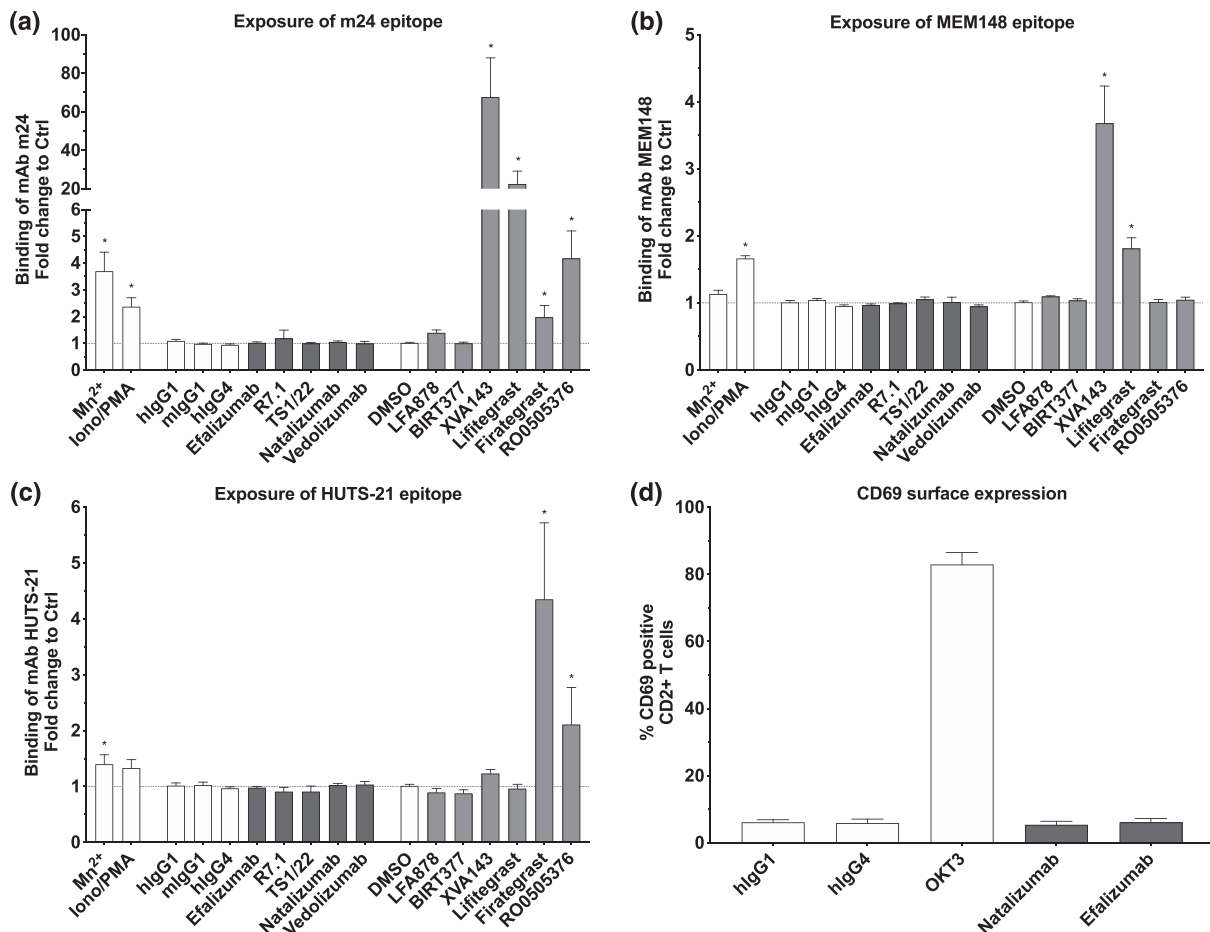 (a)
Exposure of m24 epitope
Binding of mAb m24
Fold change to Ctrl
100
80
60
40
20
6
5
4
3
2
1
0
*
*
*
*
*
*
Mn²⁺
Iono/PMA
hIgG1
mIgG1
hIgG4
Efalizumab
R7.1
TS1/22
Natalizumab
Vedolizumab
DMSO
LFA878
BIRT377
XVA143
Lifitegrast
Firategrast
RO0505376
(b)
Exposure of MEM148 epitope
Binding of mAb MEM148
Fold change to Ctrl
5
4
3
2
1
0
*
*
*
Mn²⁺
Iono/PMA
hIgG1
mIgG1
hIgG4
Efalizumab
R7.1
TS1/22
Natalizumab
Vedolizumab
DMSO
LFA878
BIRT377
XVA143
Lifitegrast
Firategrast
RO0505376
(c)
Exposure of HUTS-21 epitope
Binding of mAb HUTS-21
Fold change to Ctrl
6
5
4
3
2
1
0
*
*
*
Mn²⁺
Iono/PMA
hIgG1
mIgG1
hIgG4
Efalizumab
R7.1
TS1/22
Natalizumab
Vedolizumab
DMSO
LFA878
BIRT377
XVA143
Lifitegrast
Firategrast
RO0505376
(d)
CD69 surface expression
% CD69 positive
CD2+ T cells
100
80
60
40
20
0
hIgG1
hIgG4
OKT3
Natalizumab
Efalizumab